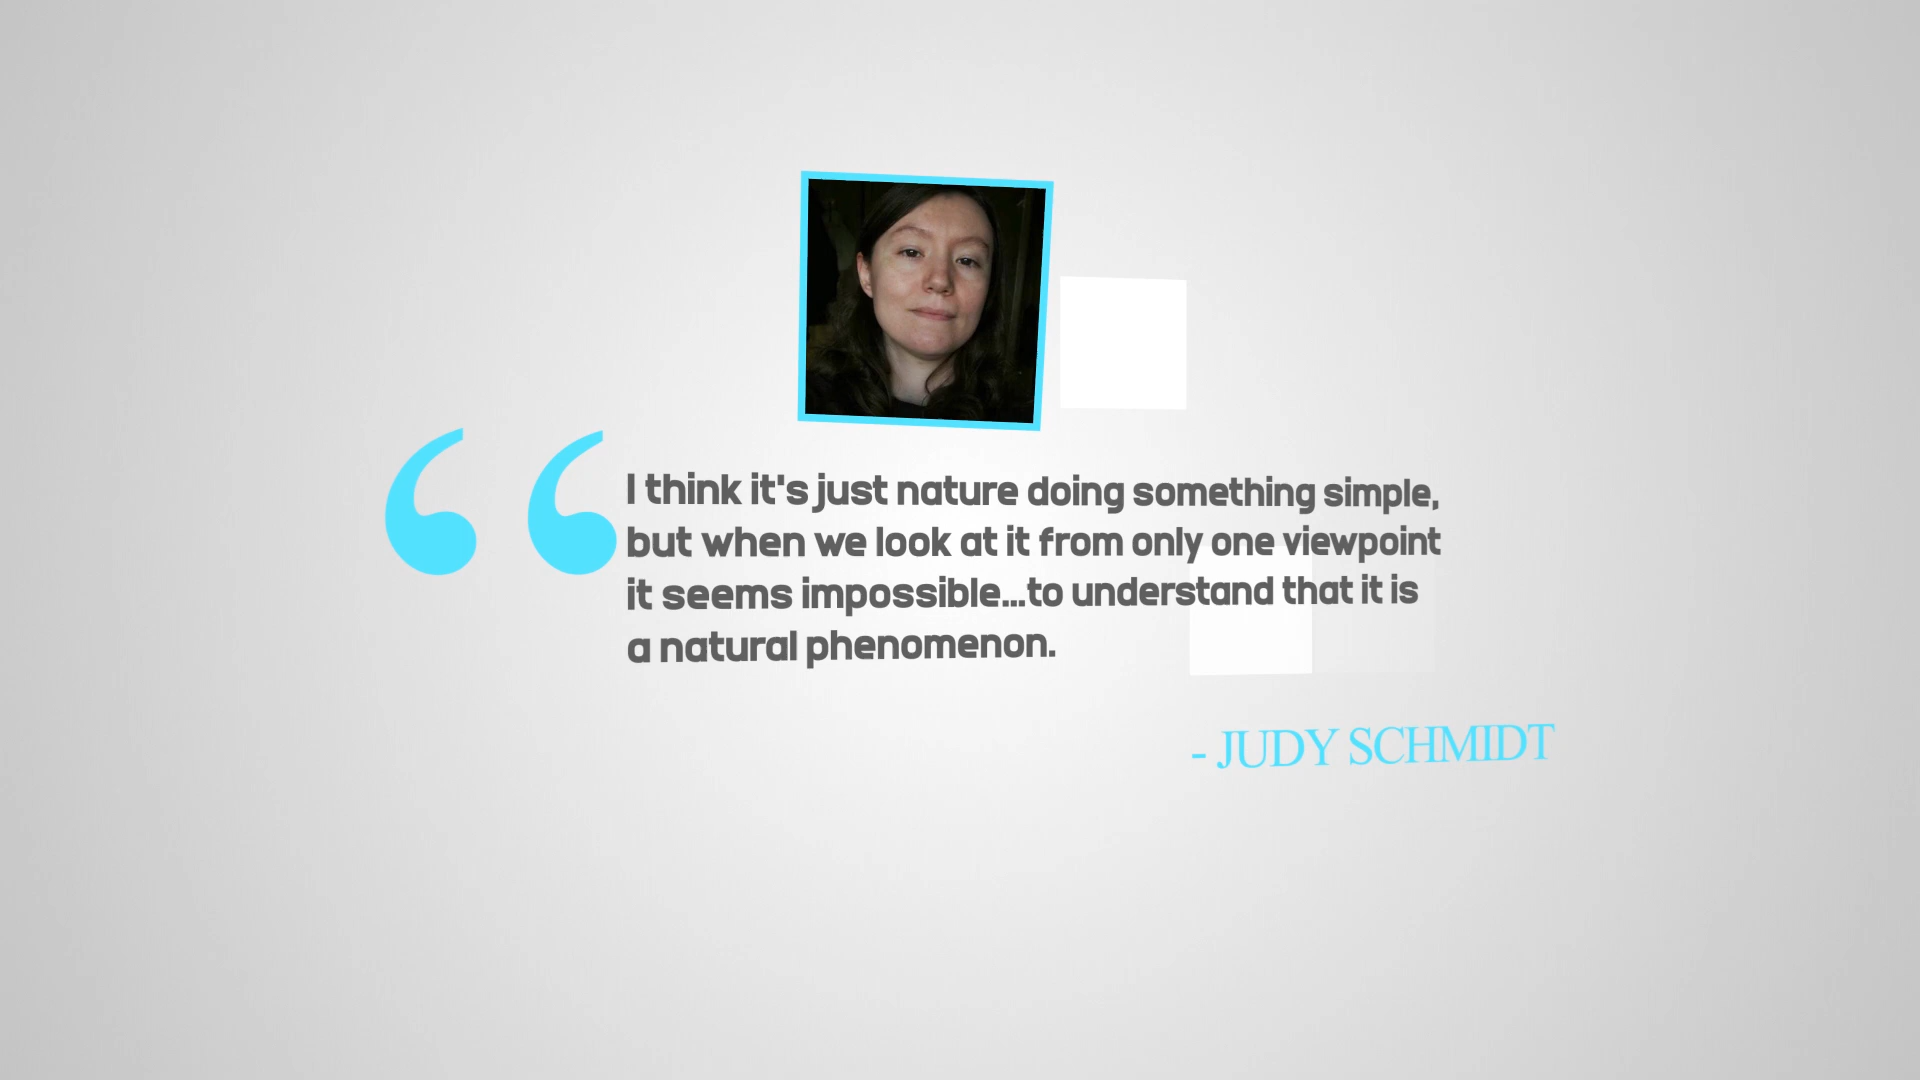 “
I think it's just nature doing something simple,
but when we look at it from only one viewpoint
it seems impossible...to understand that it is
a natural phenomenon.
- JUDY SCHMIDT